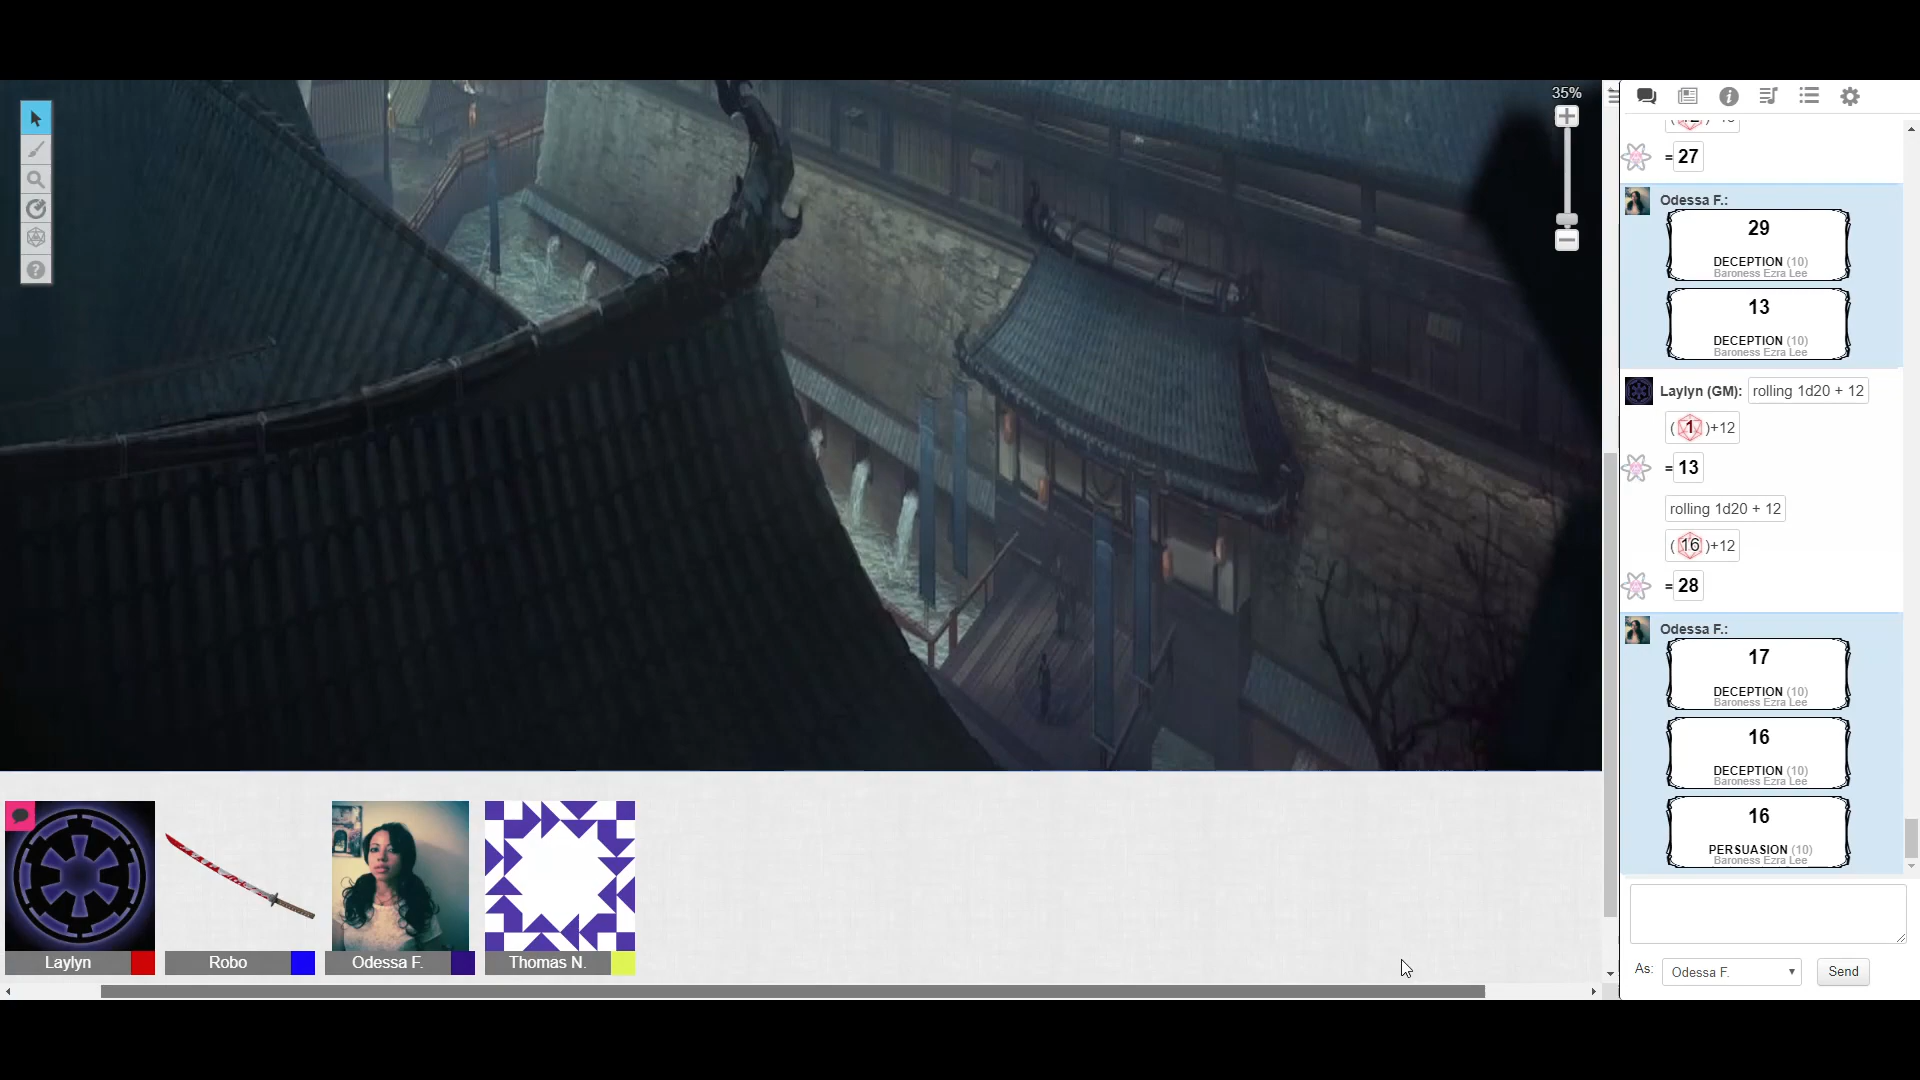 35%
= 27
Odessa F.:
29
DECEPTION (10)
Baroness Ezra Lee
13
DECEPTION (10)
Baroness Ezra Lee
Laylyn (GM): rolling 1d20 + 12
(1)+12
= 13
rolling 1d20 + 12
(16)+12
= 28
Odessa F.:
17
DECEPTION (10)
Baroness Ezra Lee
16
DECEPTION (10)
Baroness Ezra Lee
16
PERSUASION (10)
Baroness Ezra Lee
As: Odessa F. Send
Laylyn
Robo
Odessa F.
Thomas N.